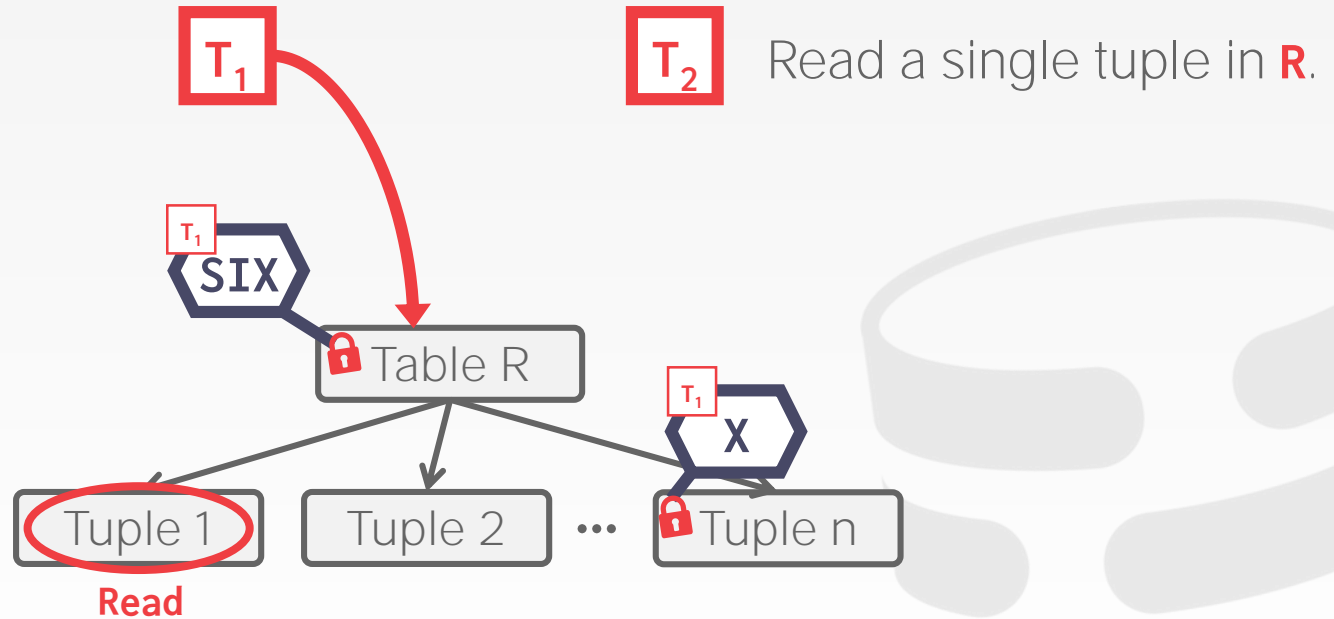 T₁
T₂ Read a single tuple in R.
T₁
SIX
Table R
T₁
X
Tuple 1 Tuple 2 ••• Tuple n
Read